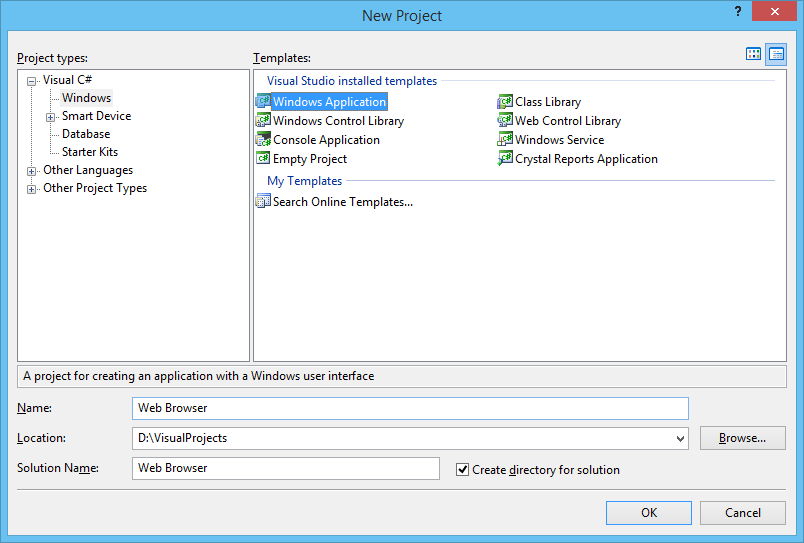 New Project
?
Project types:
Templates:
Visual C#
Windows
Smart Device
Database
Starter Kits
Other Languages
Other Project Types
Visual Studio installed templates
Windows Application
Class Library
Windows Control Library
Web Control Library
Console Application
Windows Service
Empty Project
Crystal Reports Application
My Templates
Search Online Templates...
A project for creating an application with a Windows user interface
Name:
Web Browser
Location:
D:\VisualProjects
Browse...
Solution Name:
Web Browser
Create directory for solution
OK
Cancel